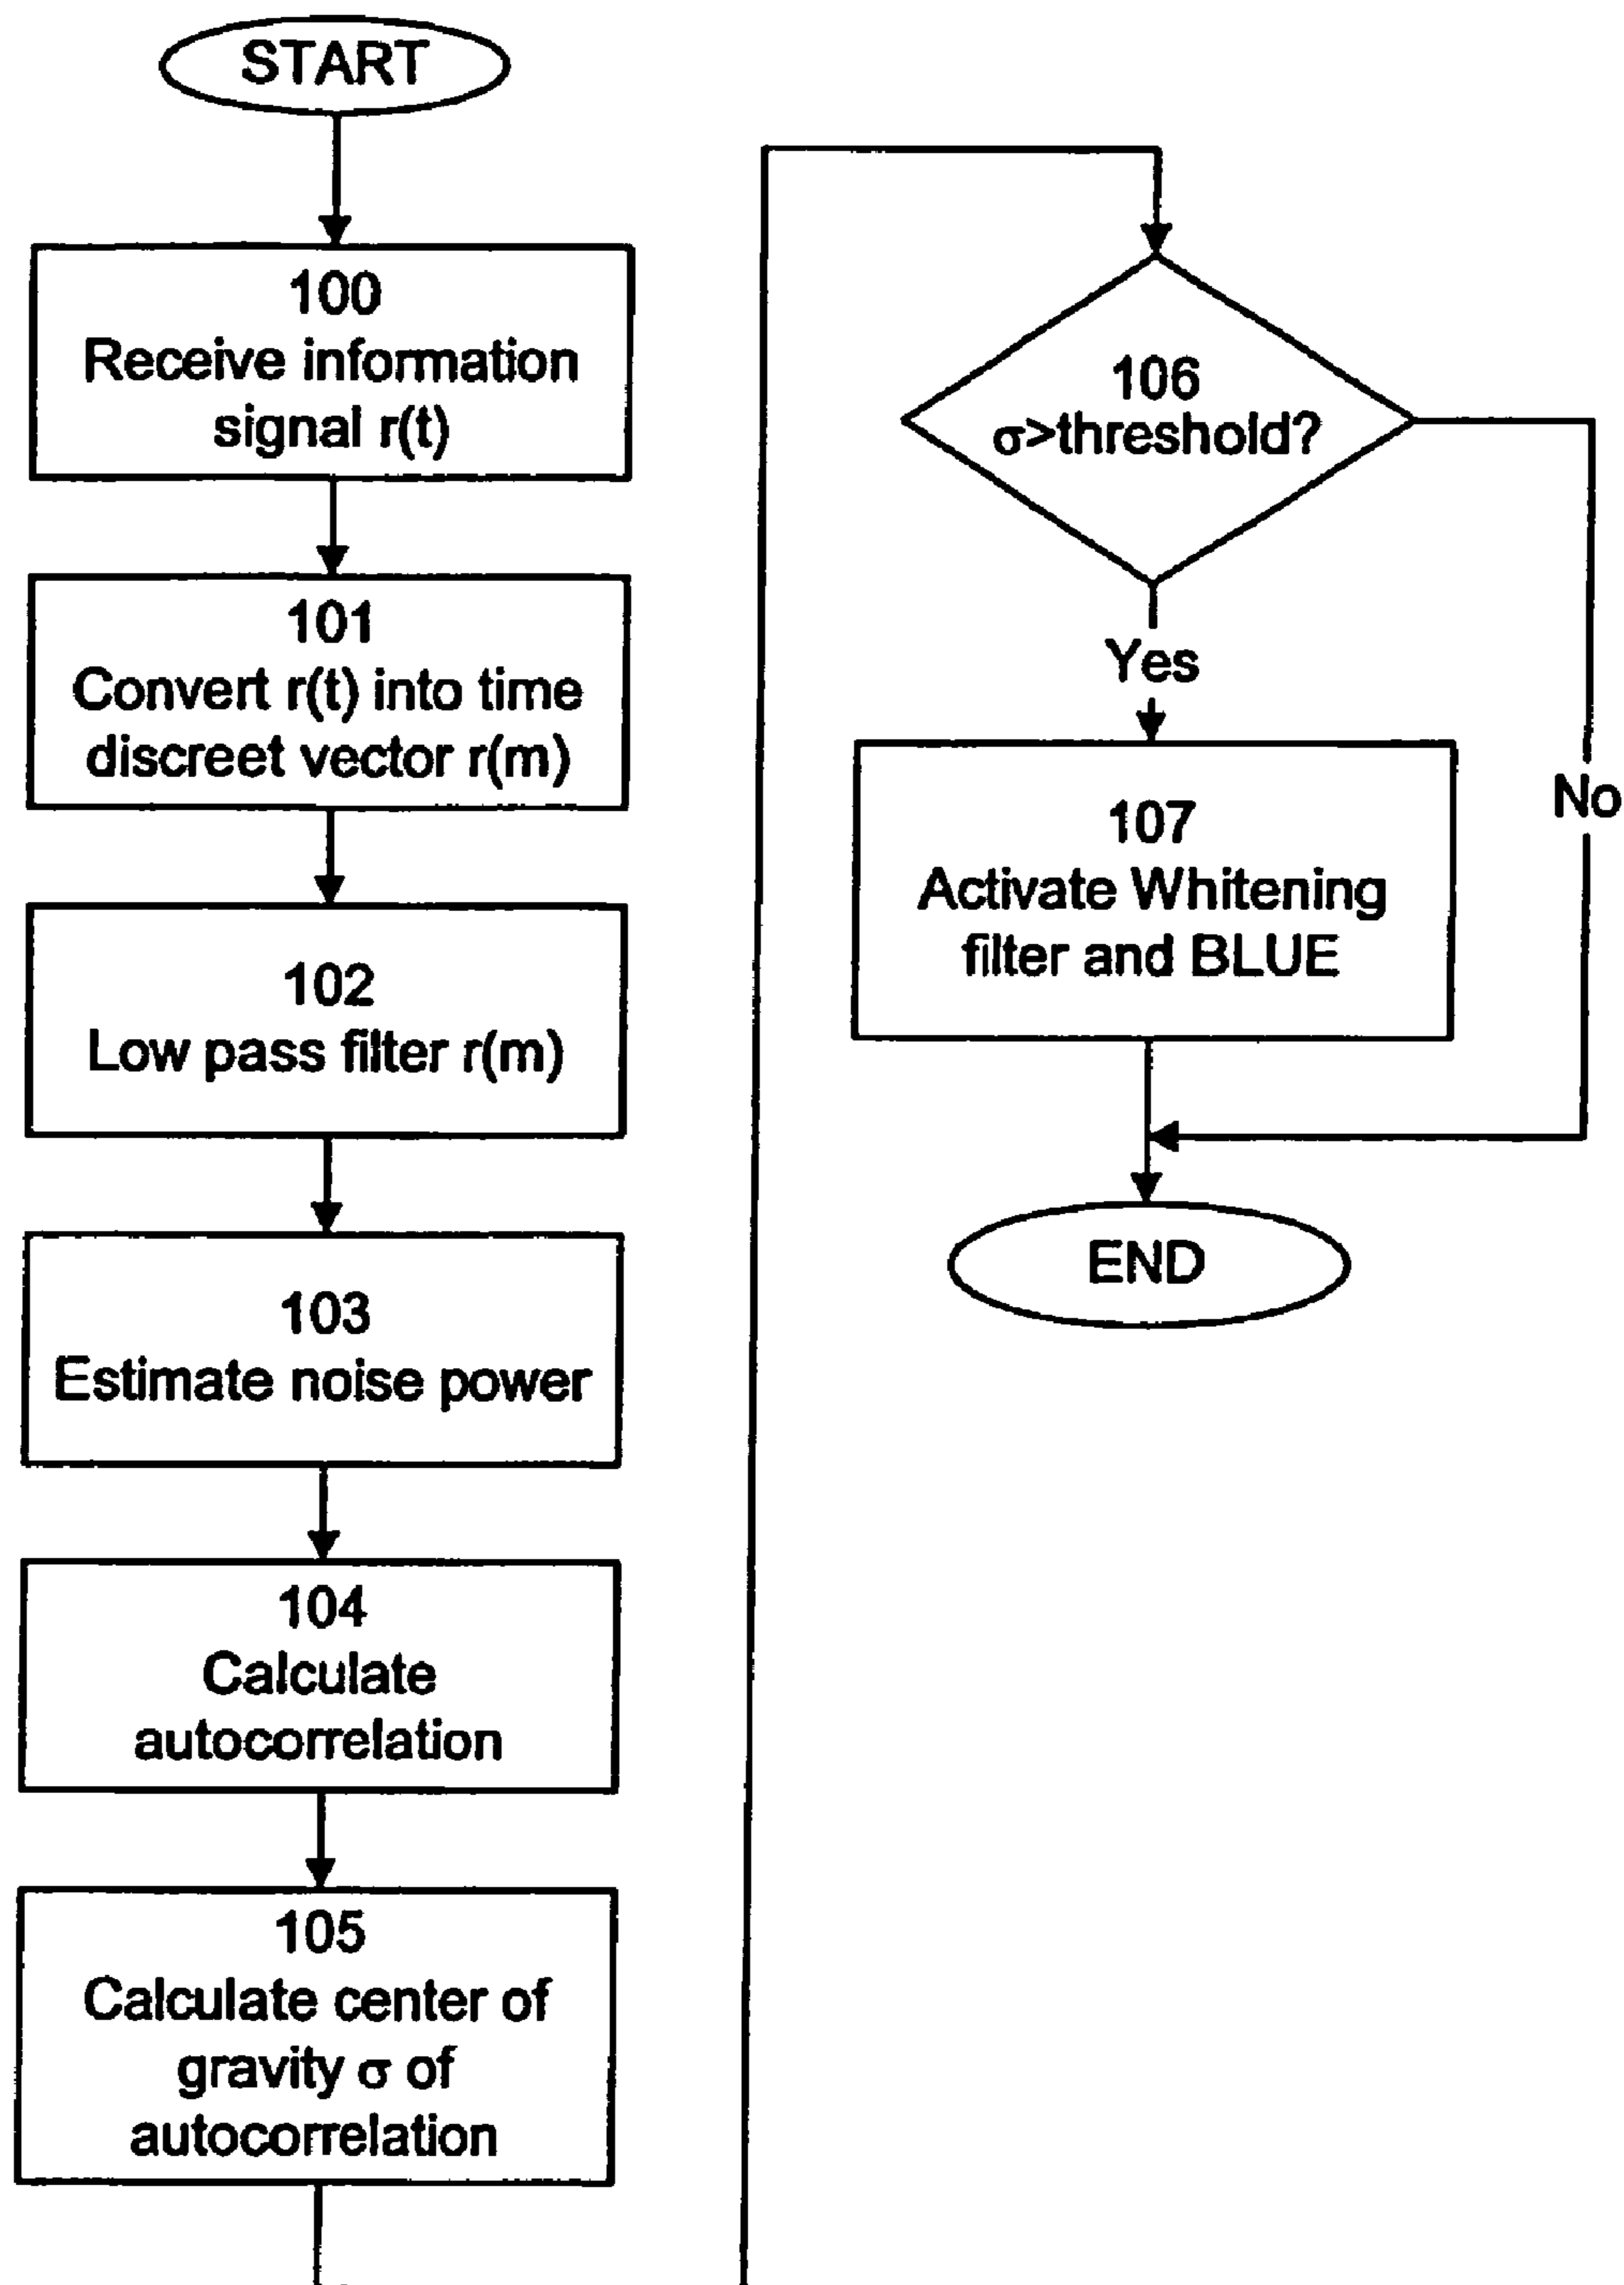 START
100
Receive information
signal r(t)
101
Convert r(t) into time
discreet vector r(m)
102
Low pass filter r(m)
103
Estimate noise power
104
Calculate
autocorrelation
105
Calculate center of
gravity σ of
autocorrelation
106
σ>threshold?
Yes
No
107
Activate Whitening
filter and BLUE
END